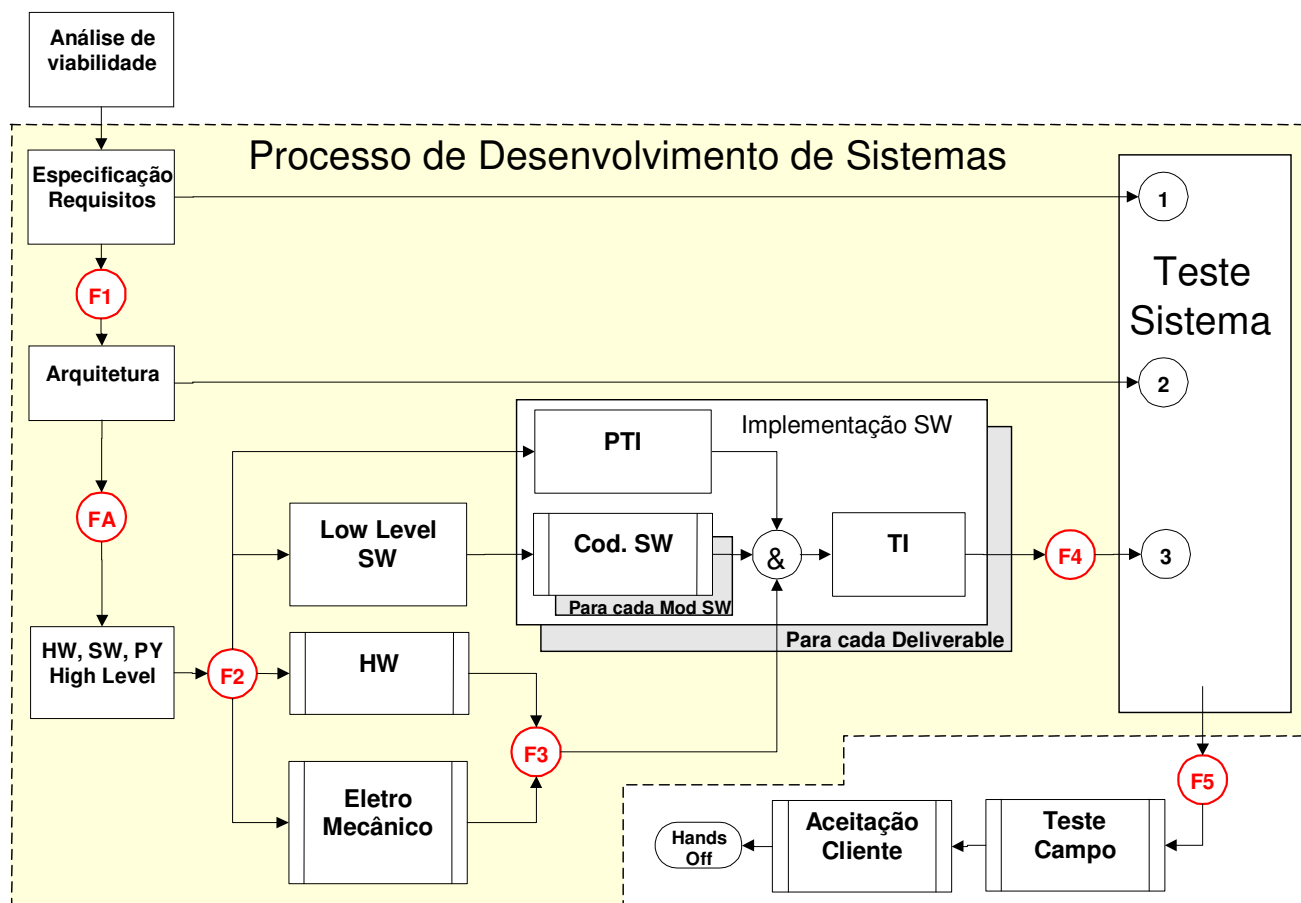 Análise de
viabilidade
Processo de Desenvolvimento de Sistemas
Especificação
Requisitos
1
F1
Teste
Sistema
Arquitetura
2
Implementação SW
PTI
FA
Low Level
SW
Cod. SW
&
TI
F4
3
Para cada Mod SW
Para cada Deliverable
HW, SW, PY
High Level
F2
HW
F3
Eletro
Mecânico
F5
Hands
Off
Aceitação
Cliente
Teste
Campo